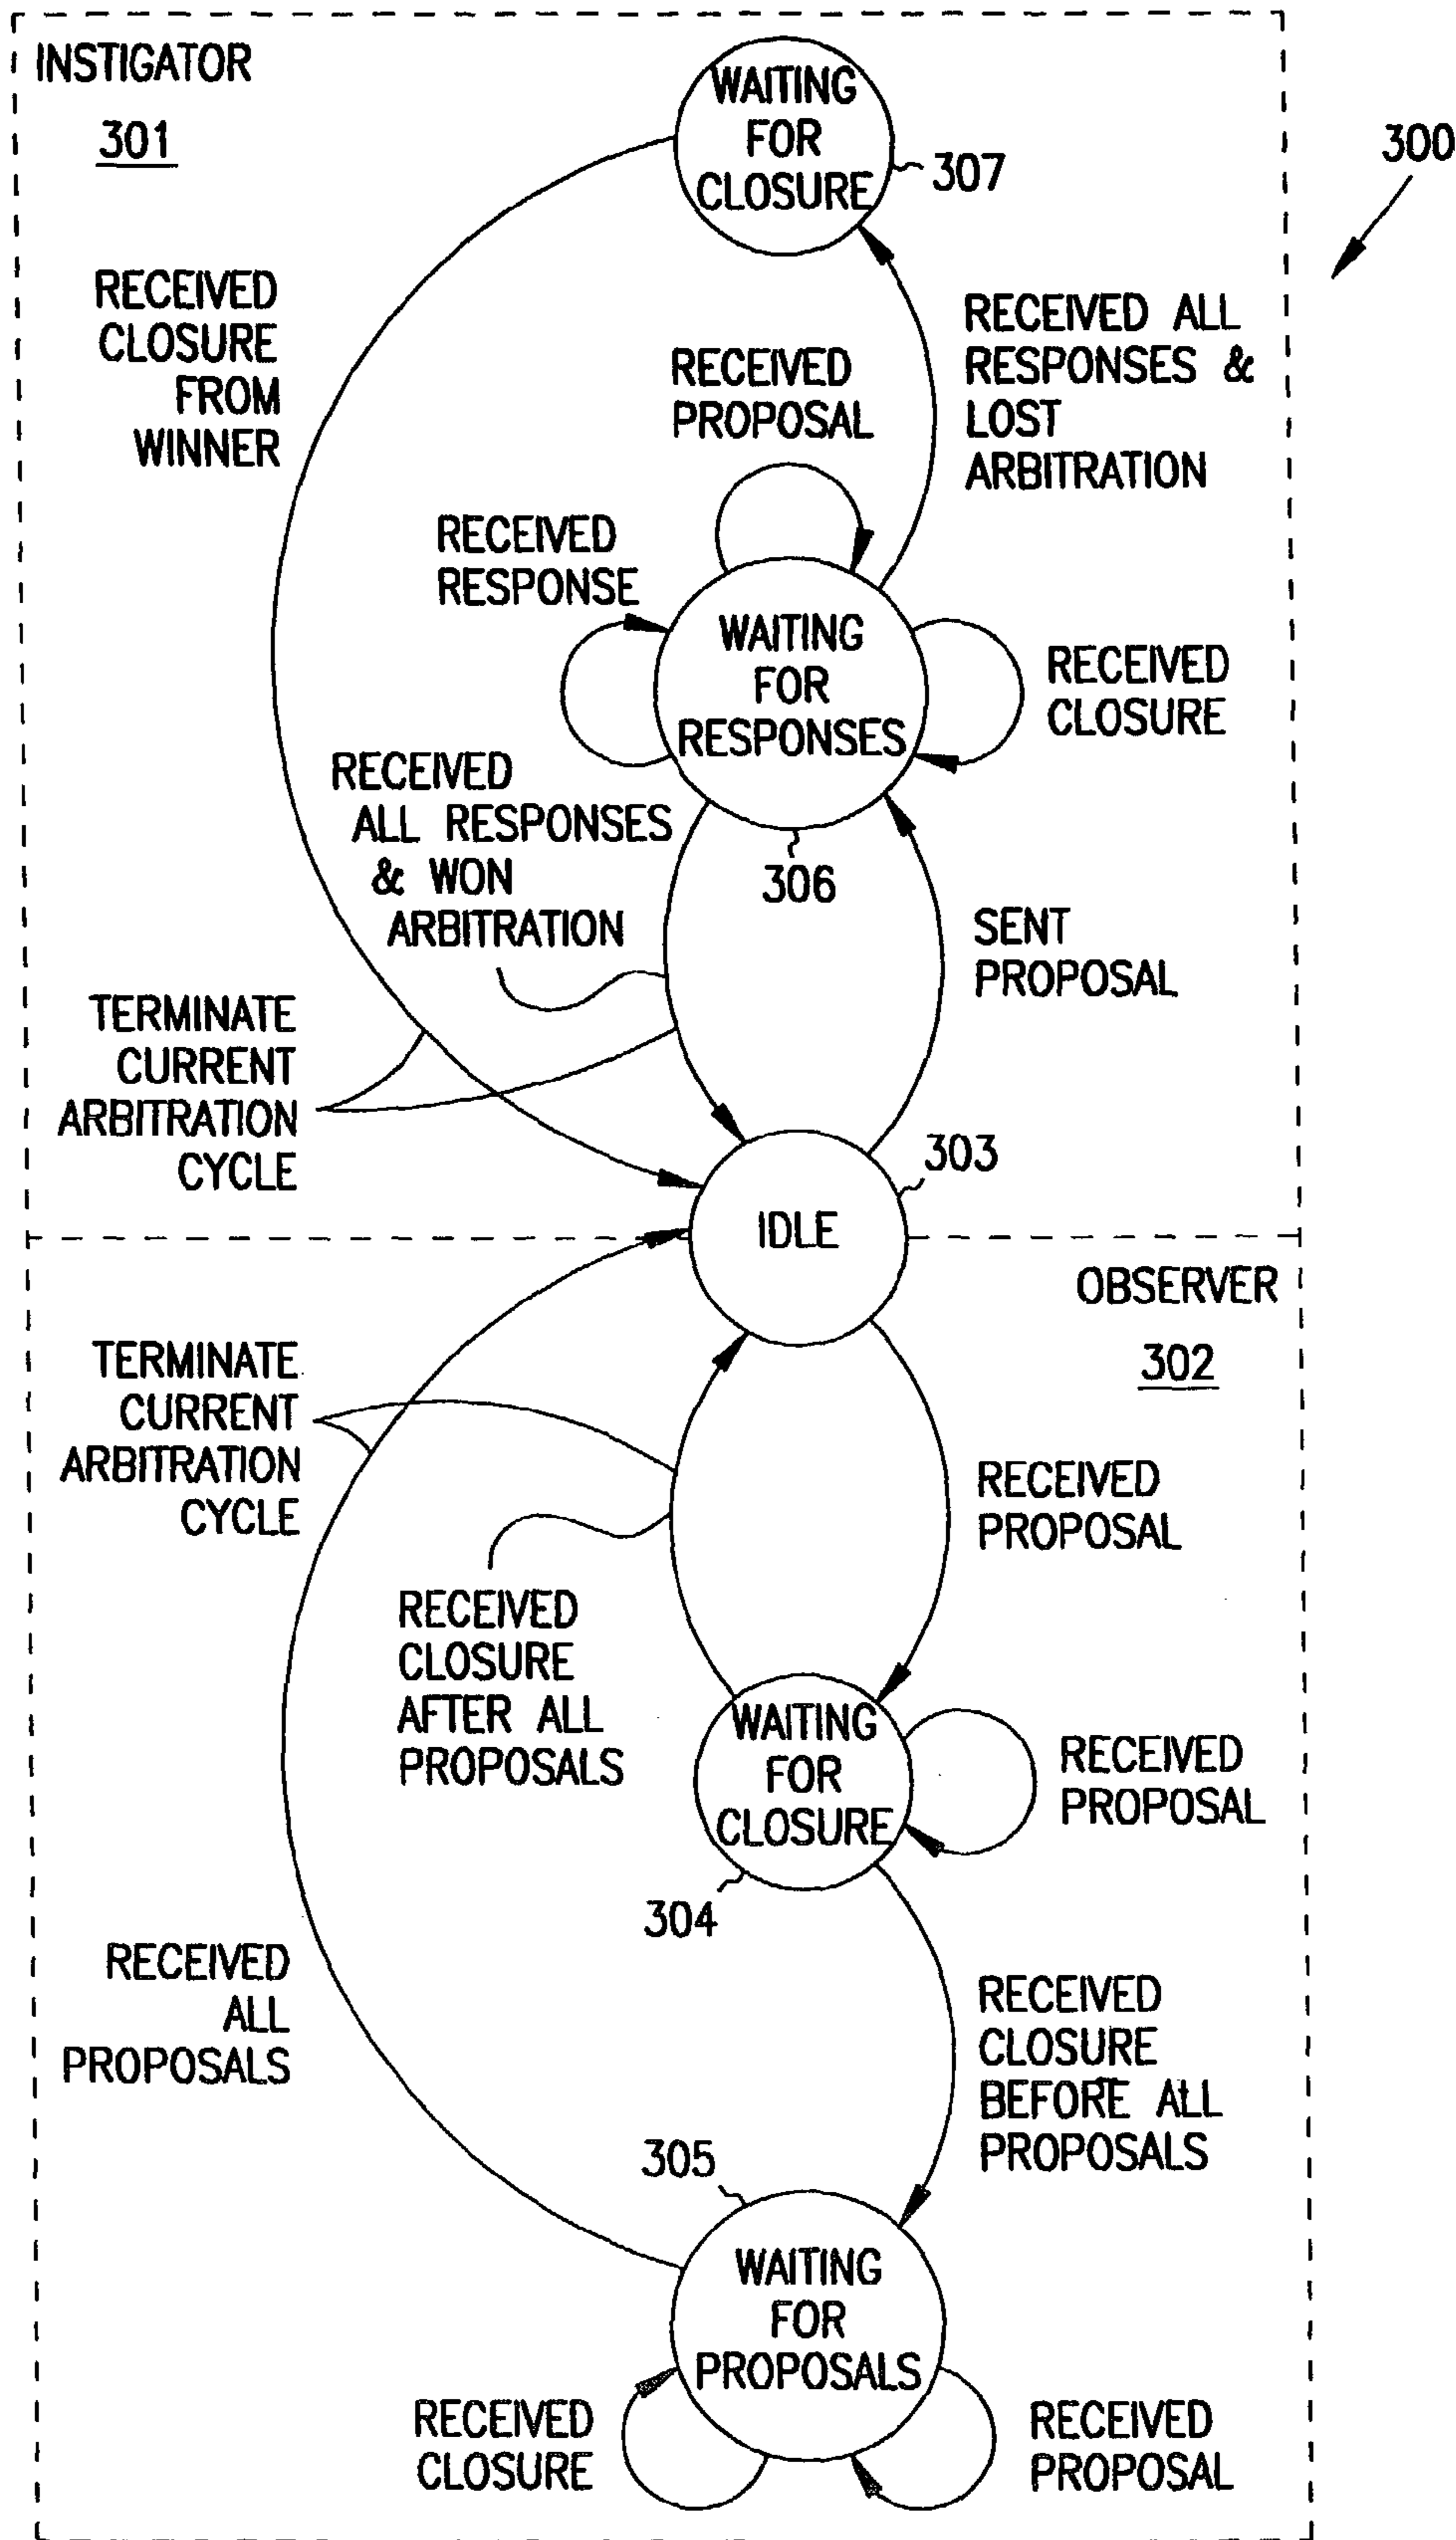 INSTIGATOR
301
WAITING
FOR
CLOSURE
307
300
RECEIVED
CLOSURE
FROM
WINNER
RECEIVED ALL
RESPONSES &
LOST
ARBITRATION
RECEIVED
PROPOSAL
RECEIVED
RESPONSE
WAITING
FOR
RESPONSES
RECEIVED
CLOSURE
RECEIVED
ALL RESPONSES
& WON
ARBITRATION
306
SENT
PROPOSAL
TERMINATE
CURRENT
ARBITRATION
CYCLE
303
IDLE
OBSERVER
302
TERMINATE
CURRENT
ARBITRATION
CYCLE
RECEIVED
PROPOSAL
RECEIVED
CLOSURE
AFTER ALL
PROPOSALS
WAITING
FOR
CLOSURE
RECEIVED
PROPOSAL
304
RECEIVED
ALL
PROPOSALS
RECEIVED
CLOSURE
BEFORE ALL
PROPOSALS
305
WAITING
FOR
PROPOSALS
RECEIVED
CLOSURE
RECEIVED
PROPOSAL